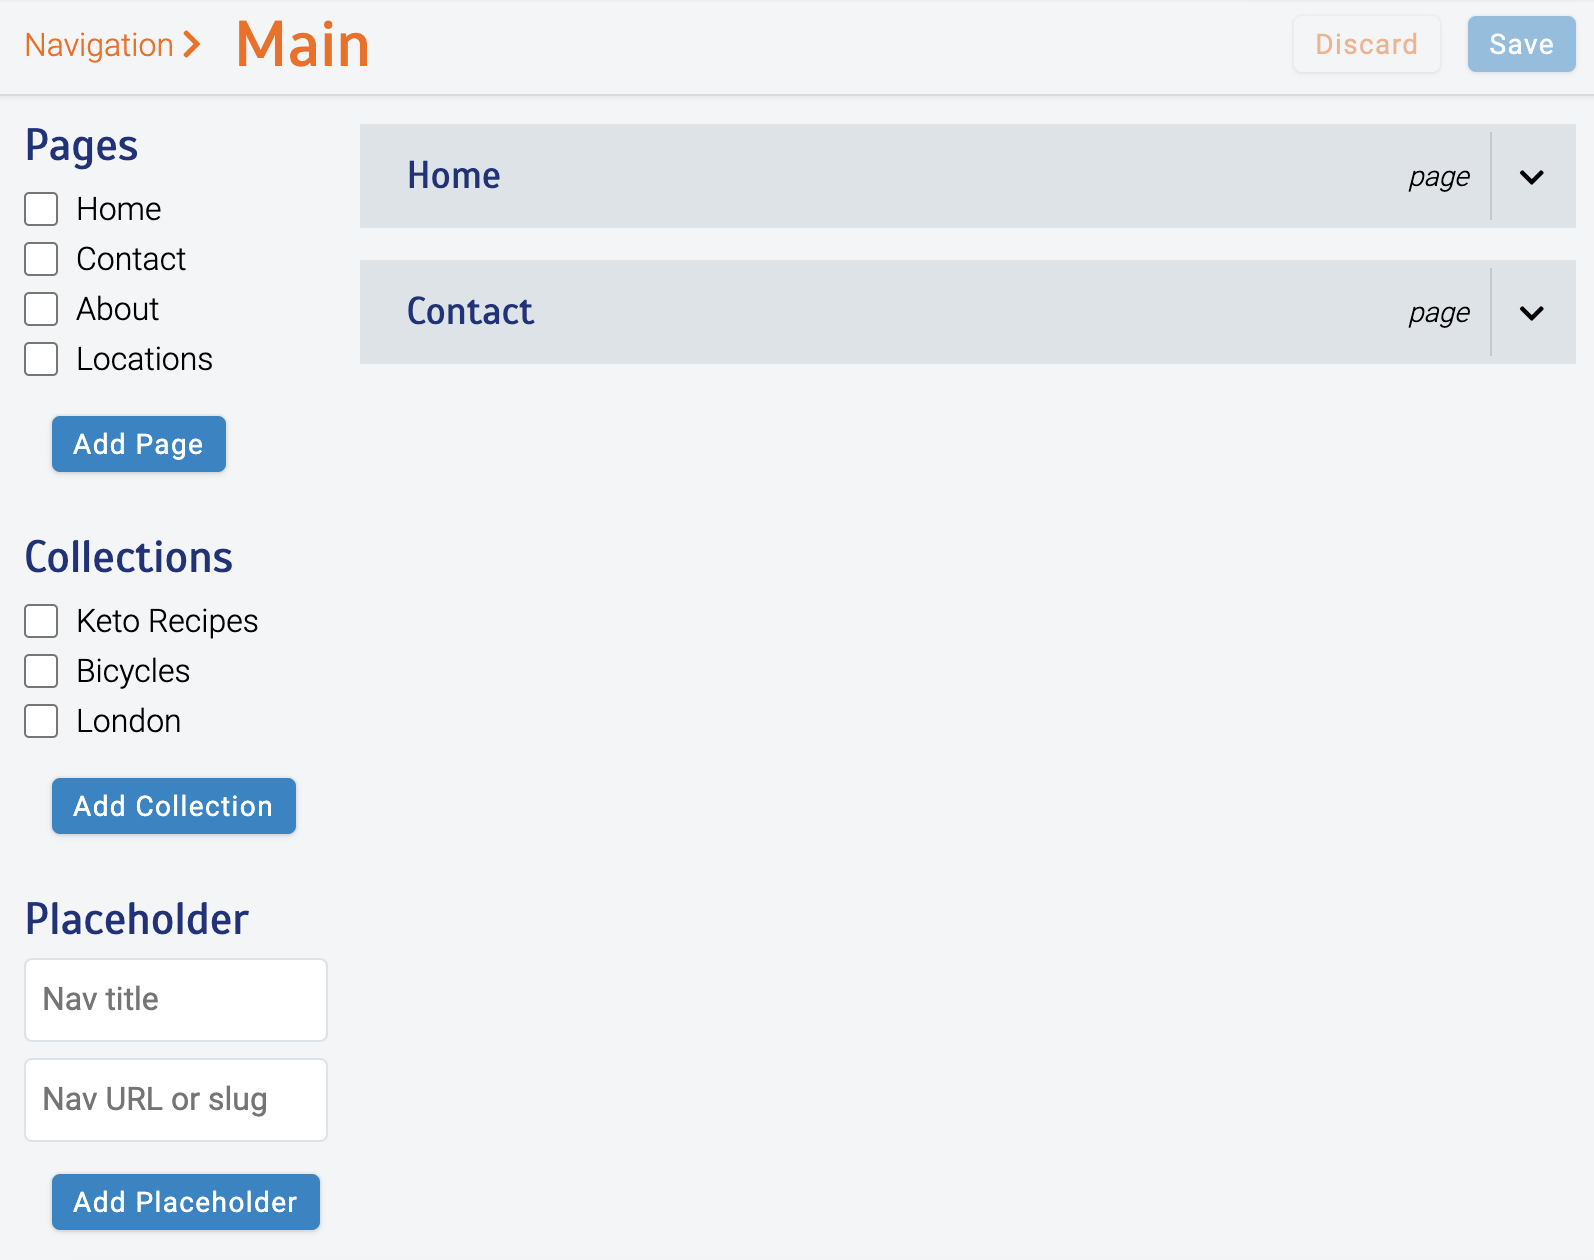 Navigation Main
Discard
Save
Pages
Home
Contact
About
Locations
Add Page
Collections
Keto Recipes
Bicycles
London
Add Collection
Placeholder
Nav title
Nav URL or slug
Add Placeholder
Home page
Contact page